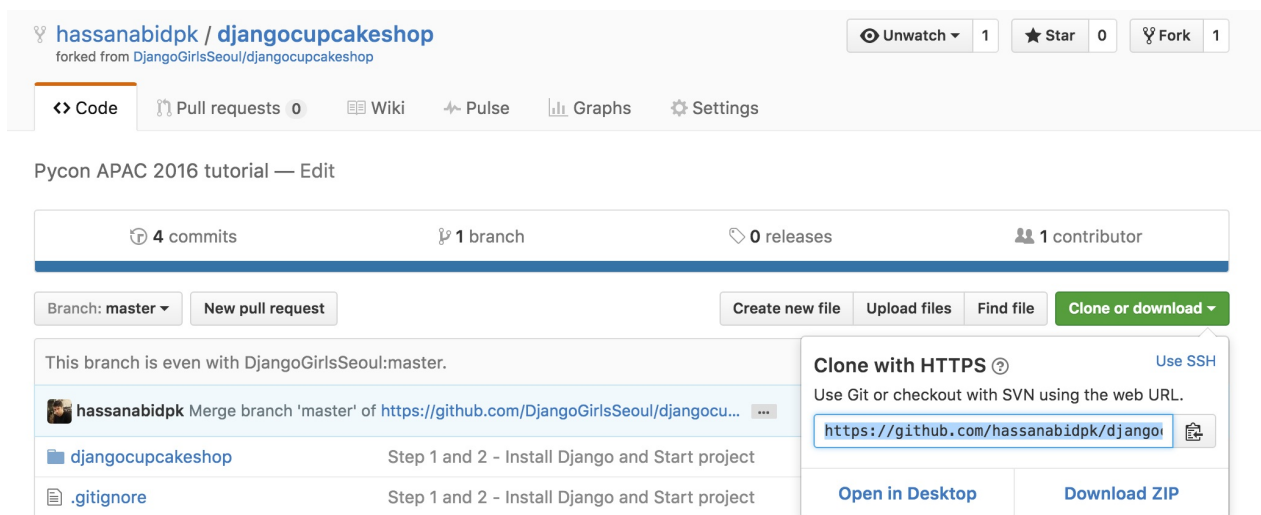 hassanabidpk / djangocupcakeshop
Unwatch 1 Star 0 Fork 1
forked from DjangoGirlsSeoul/djangocupcakeshop
Code Pull requests 0 Wiki Pulse Graphs Settings
Pycon APAC 2016 tutorial — Edit
4 commits 1 branch 0 releases 1 contributor
Branch: master New pull request Create new file Upload files Find file Clone or download
This branch is even with DjangoGirlsSeoul:master.
hassanabidpk Merge branch 'master' of https://github.com/DjangoGirlsSeoul/djangocu... ...
djangocupcakeshop Step 1 and 2 - Install Django and Start project
.gitignore Step 1 and 2 - Install Django and Start project
Clone with HTTPS ? Use SSH
Use Git or checkout with SVN using the web URL.
https://github.com/hassanabidpk/django
Open in Desktop Download ZIP